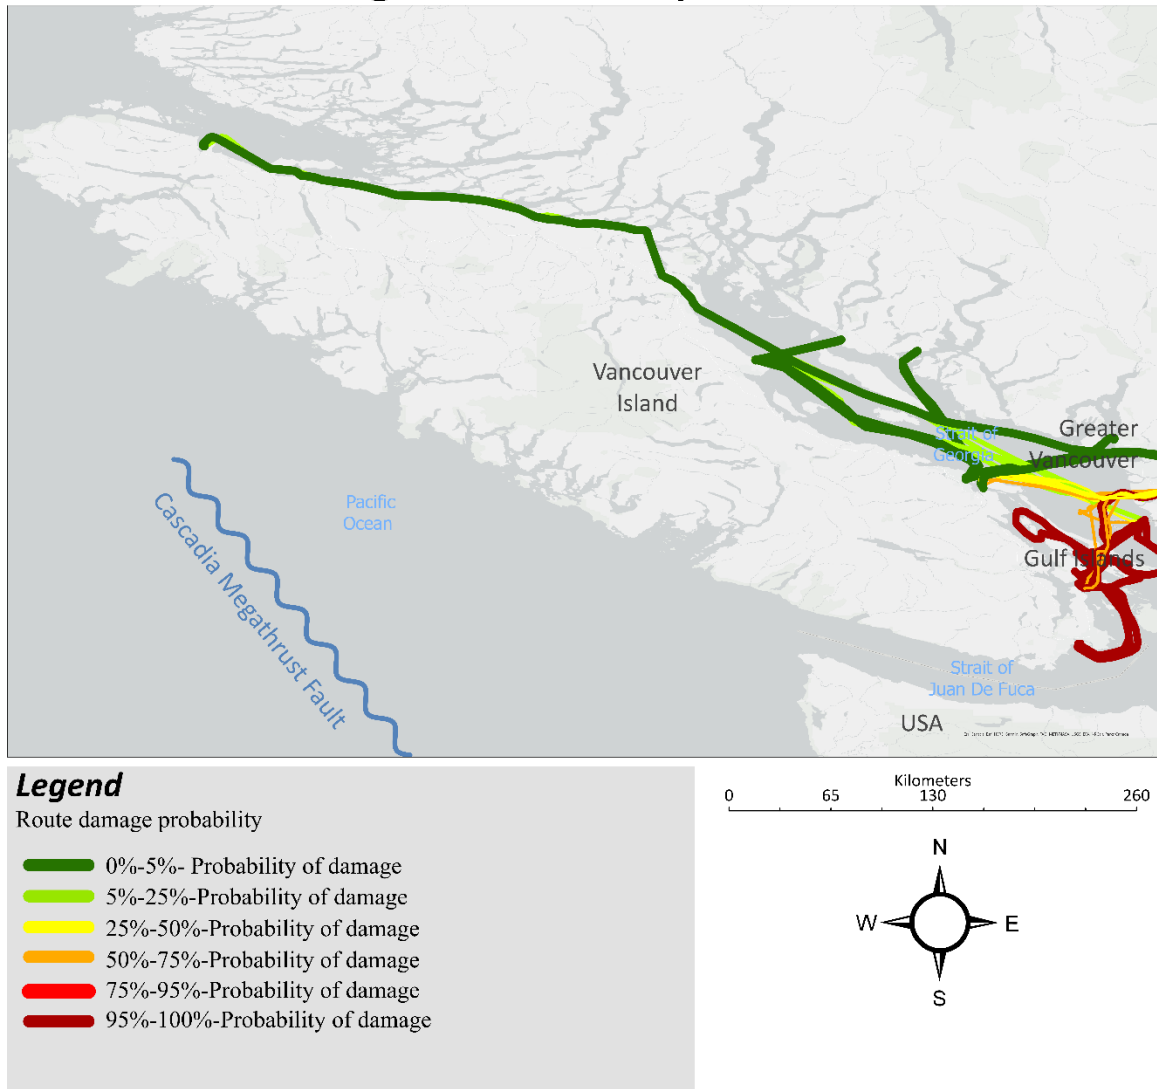 Vancouver
Island
Strait of
Georgia
Greater
Vancouver
Pacific
Ocean
Cascadia Megathrust Fault
Gulf Islands
Strait of
Juan De Fuca
USA
Legend
Route damage probability
0%-5%- Probability of damage
5%-25%-Probability of damage
25%-50%-Probability of damage
50%-75%-Probability of damage
75%-95%-Probability of damage
95%-100%-Probability of damage
Kilometers
0 65 130 260
N
W E
S